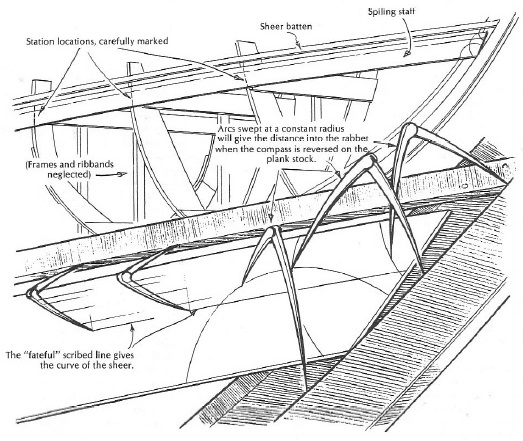 Sheer batten
Spiling staff
Station locations, carefully marked
Arcs swept at a constant radius
will give the distance into the rabbet
when the compass is reversed on the
plank stock.
(Frames and ribbands
neglected)
The "fateful" scribed line gives
the curve of the sheer.